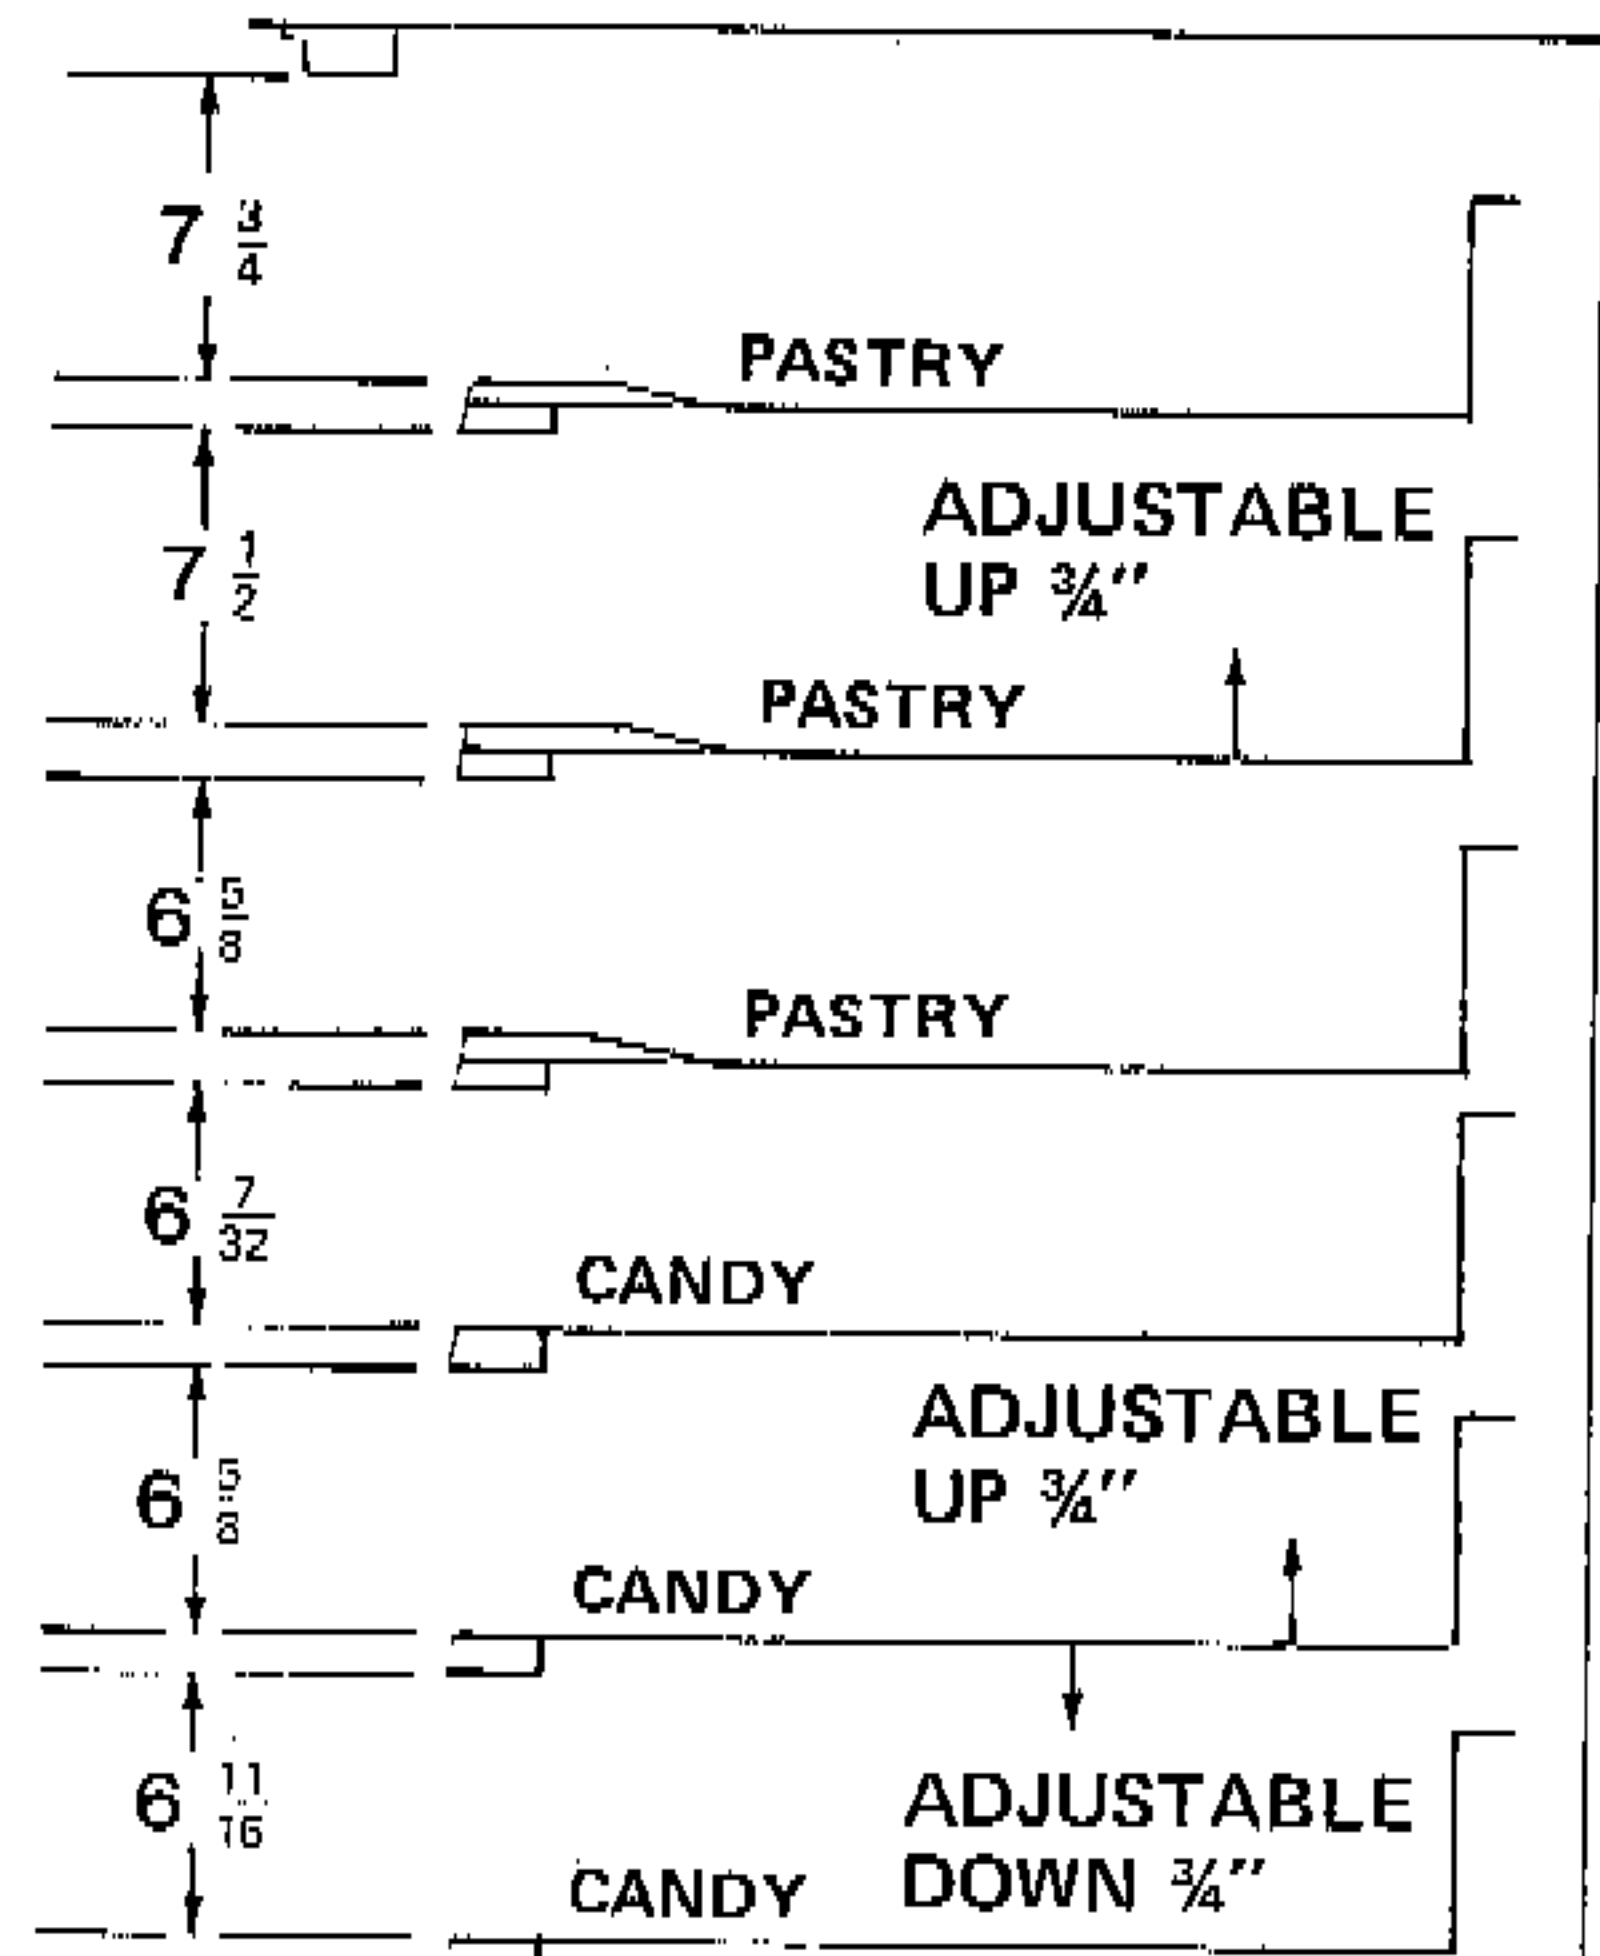 7 3/4
PASTRY
ADJUSTABLE
UP ¾"
7 1/2
PASTRY
6 5/8
PASTRY
6 7/32
CANDY
ADJUSTABLE
UP ¾"
6 5/8
CANDY
6 11/16
ADJUSTABLE
DOWN ¾"
CANDY